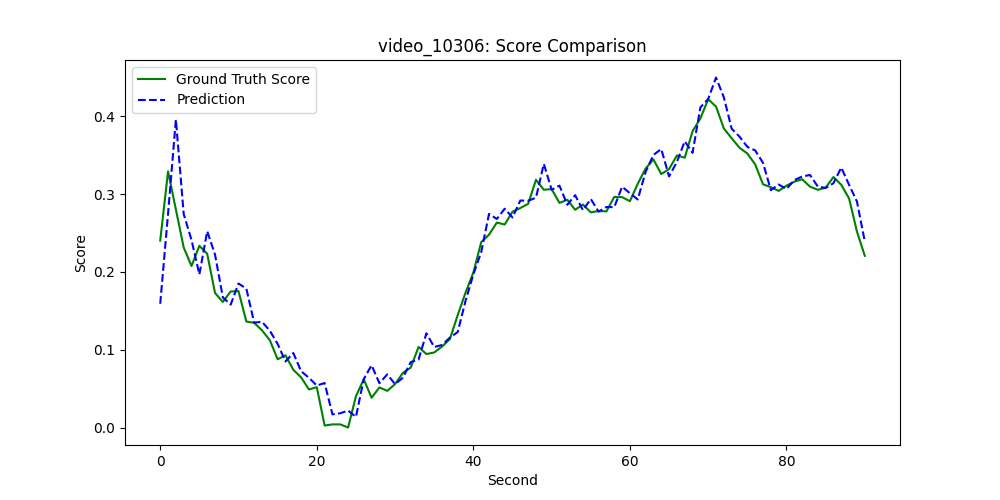 video_10306: Score Comparison
Ground Truth Score
Prediction
Score
0.4
0.3
0.2
0.1
0.0
0 20 40 60 80
Second